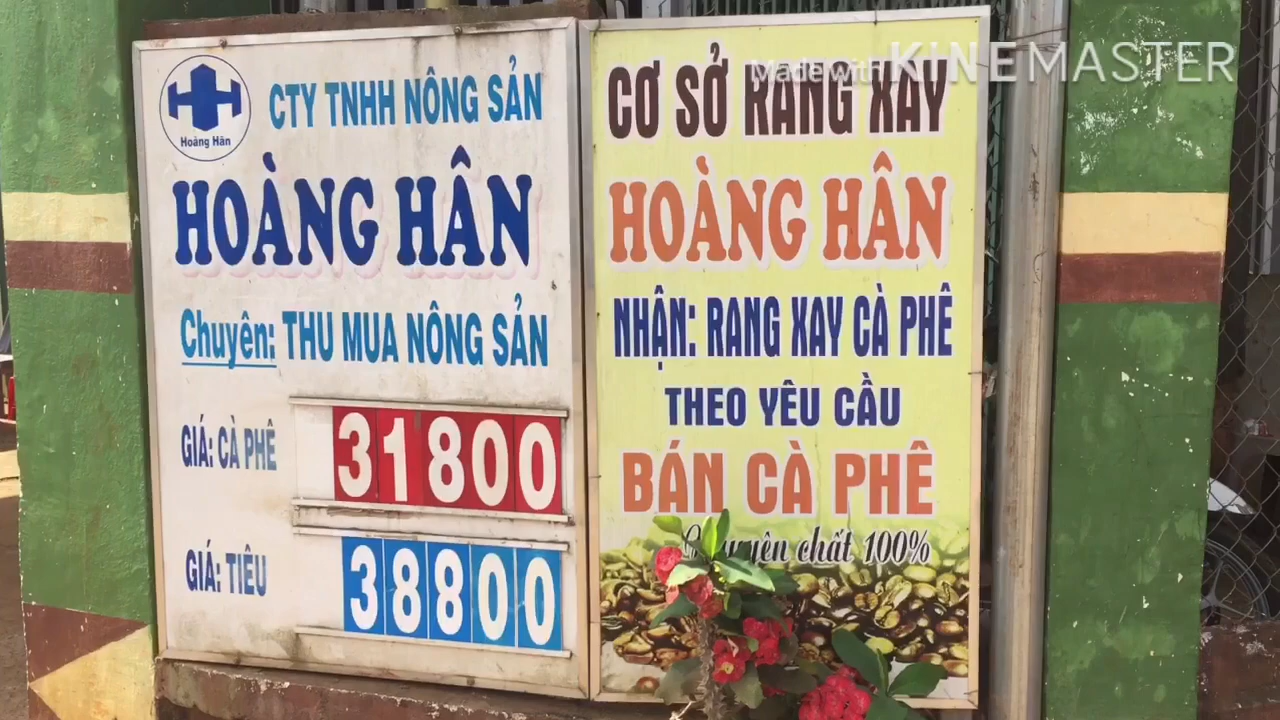 Hoàng Hân
CTY TNHH NÔNG SẢN
HOÀNG HÂN
Chuyên: THU MUA NÔNG SẢN
GIÁ: CÀ PHÊ 31800
GIÁ: TIÊU 38800
CƠ SỞ RANG XAY
HOÀNG HÂN
NHẬN: RANG XAY CÀ PHÊ
THEO YÊU CẦU
BÁN CÀ PHÊ
chất 100%
Made with KINEMASTER